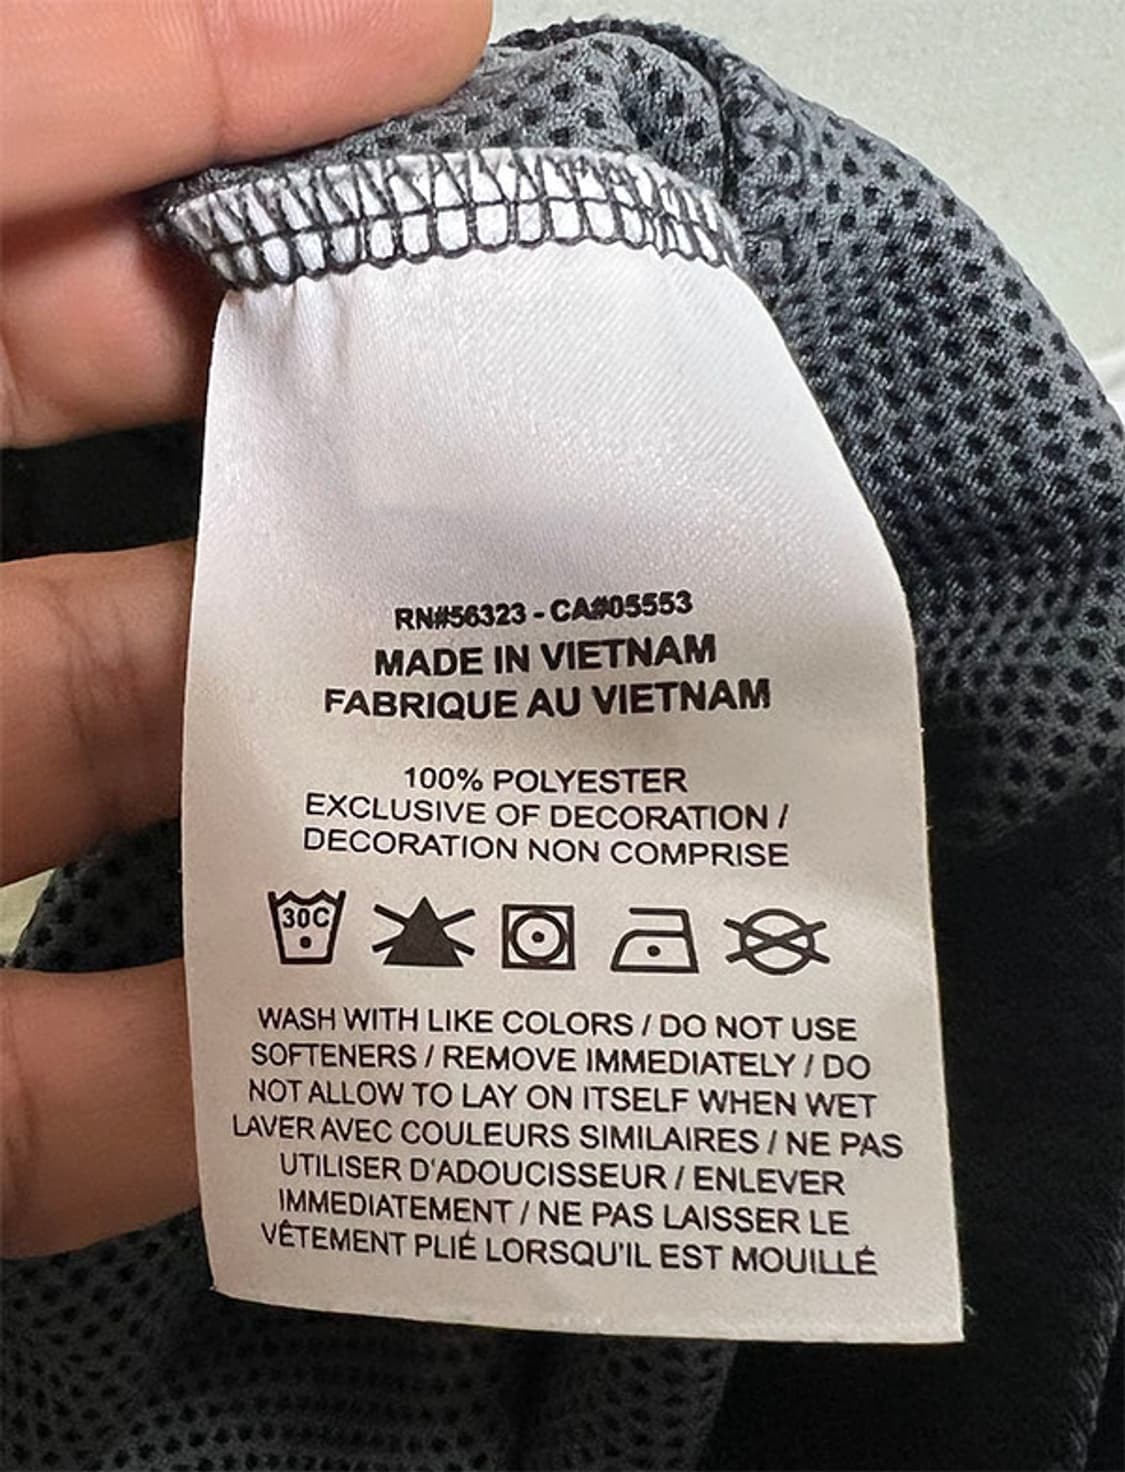 RN#56323 - CA#05553
MADE IN VIETNAM
FABRIQUE AU VIETNAM
100% POLYESTER
EXCLUSIVE OF DECORATION /
DECORATION NON COMPRISE
30C
WASH WITH LIKE COLORS / DO NOT USE
SOFTENERS / REMOVE IMMEDIATELY / DO
NOT ALLOW TO LAY ON ITSELF WHEN WET
LAVER AVEC COULEURS SIMILAIRES / NE PAS
UTILISER D'ADOUCISSEUR / ENLEVER
IMMEDIATEMENT / NE PAS LAISSER LE
VÊTEMENT PLIÉ LORSQU'IL EST MOUILLÉ